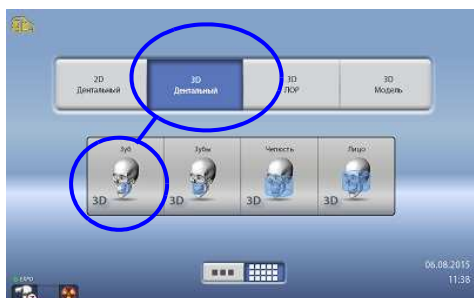 2D
Дентальный
3D
Дентальный
3D
ЛОР
3D
Модель
Зуб
Зубы
Челюсть
Лицо
3D
3D
3D
3D
06.08.2015
11:38
EXPO